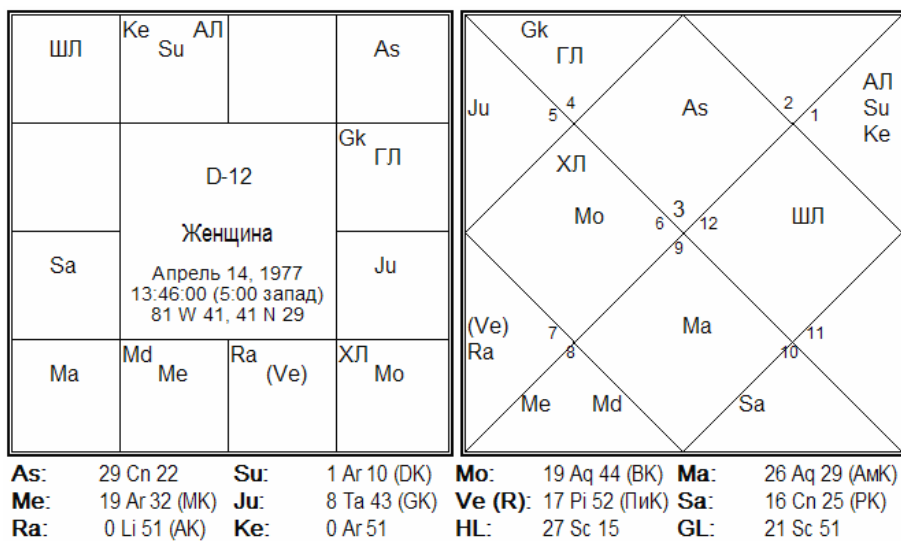 ШЛ
Ke АЛ
Su
As
Gk
ГЛ
D-12
Женщина
Апрель 14, 1977
13:46:00 (5:00 запад)
81 W 41, 41 N 29
Sa
Ju
Ma
Md
Me
Ra
(Ve)
ХЛ
Mo
Gk
ГЛ
Ju
5 4
As
2 1
АЛ
Su
Ke
ХЛ
Mo
3
6 12
9
ШЛ
(Ve)
Ra
7
8
Ma
11
10
Me Md
Sa
As: 29 Cn 22 Su: 1 Ar 10 (DK) Mo: 19 Aq 44 (BK) Ma: 26 Aq 29 (АмК)
Me: 19 Ar 32 (MK) Ju: 8 Ta 43 (GK) Ve (R): 17 Pi 52 (ПиК) Sa: 16 Cn 25 (PK)
Ra: 0 Li 51 (AK) Ke: 0 Ar 51 HL: 27 Sc 15 GL: 21 Sc 51